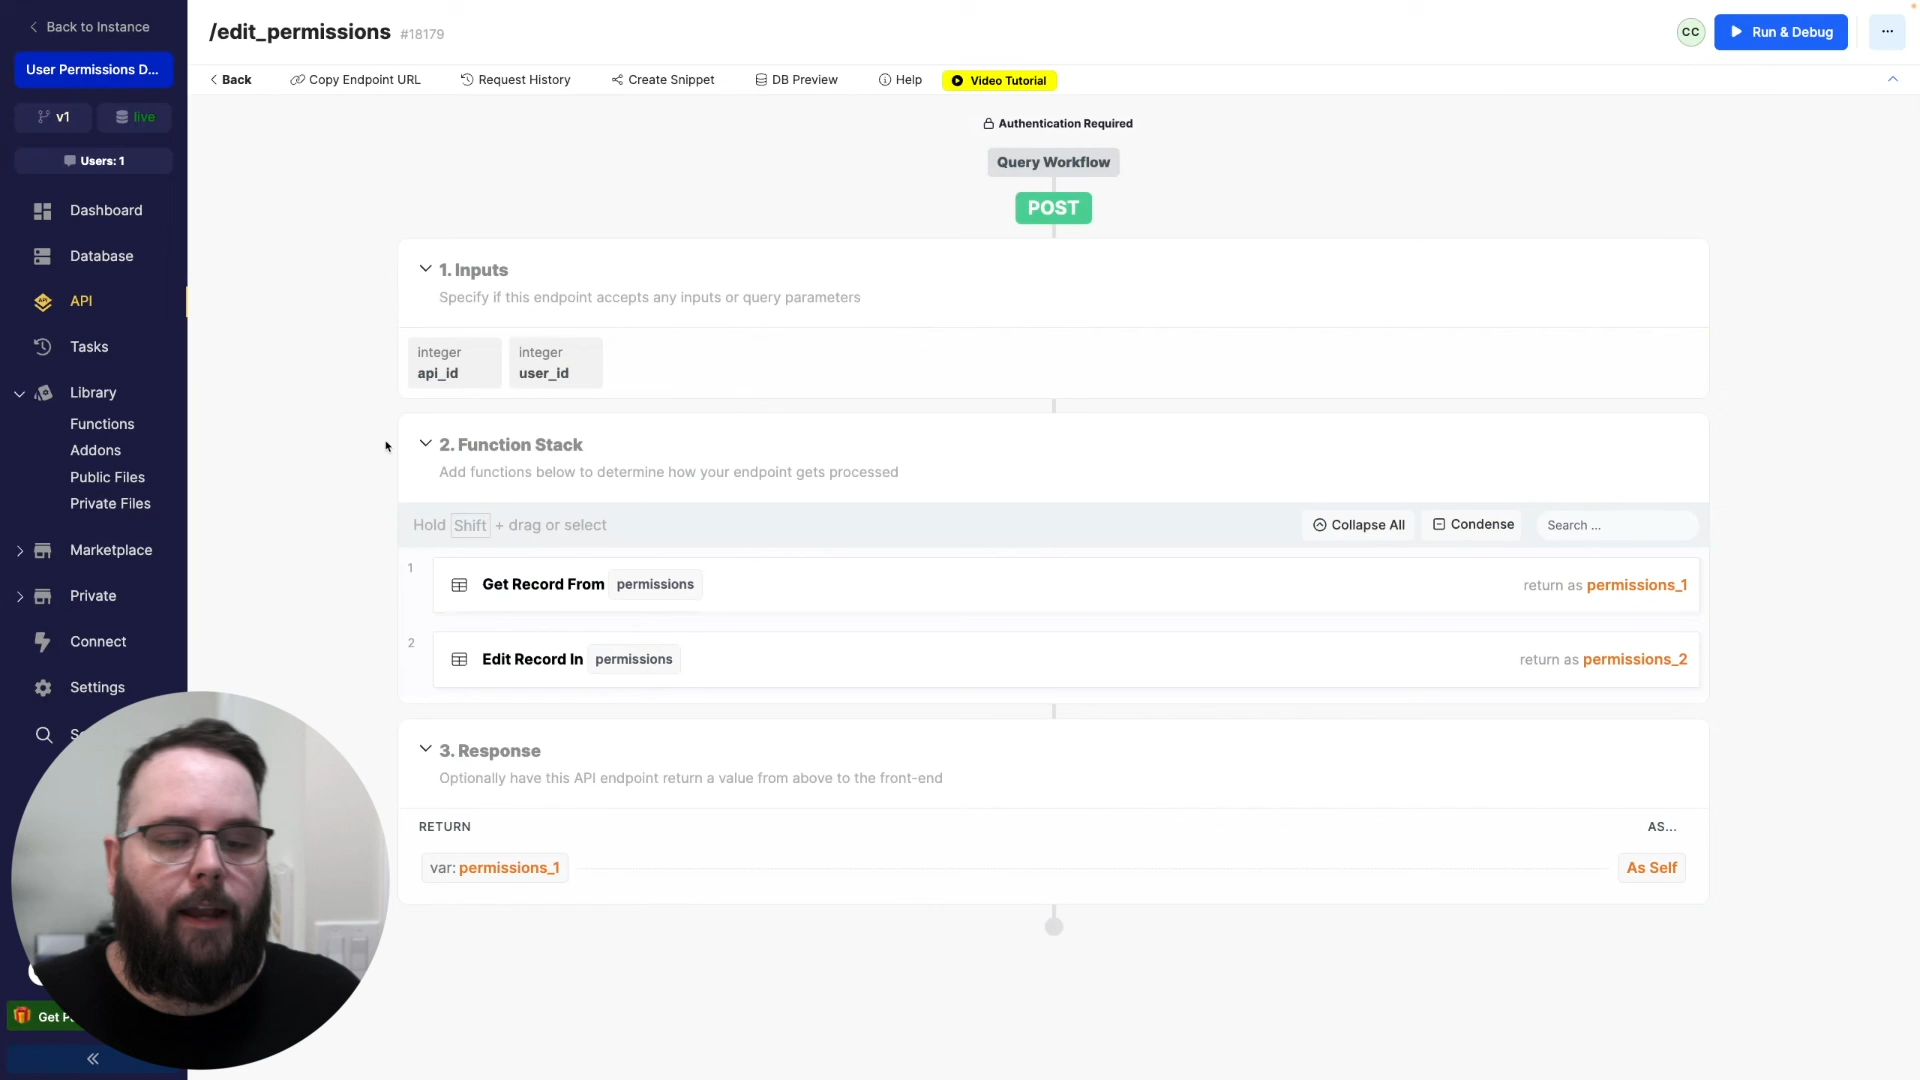 Back to Instance
User Permissions D...
v1
live
Users: 1
Dashboard
Database
API
Tasks
Library
Functions
Addons
Public Files
Private Files
Marketplace
Private
Connect
Settings
Get
/edit_permissions #18179
CC
Run & Debug
Back
Copy Endpoint URL
Request History
Create Snippet
DB Preview
Help
Video Tutorial
Authentication Required
Query Workflow
POST
1. Inputs
Specify if this endpoint accepts any inputs or query parameters
integer
api_id
integer
user_id
2. Function Stack
Add functions below to determine how your endpoint gets processed
Hold Shift + drag or select
Collapse All
Condense
Search ...
1
Get Record From permissions
return as permissions_1
2
Edit Record In permissions
return as permissions_2
3. Response
Optionally have this API endpoint return a value from above to the front-end
RETURN
AS...
var: permissions_1
As Self